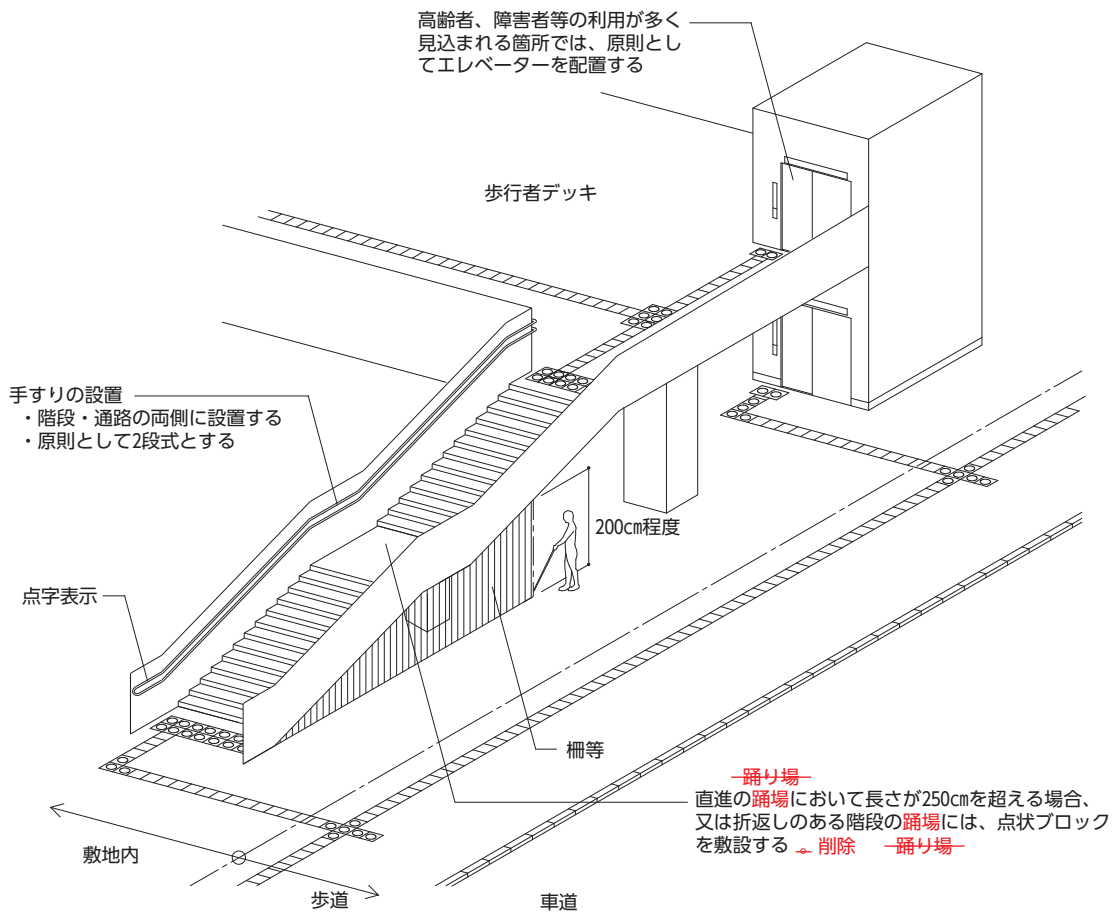 高齢者、障害者等の利用が多く
見込まれる箇所では、原則とし
てエレベーターを配置する
歩行者デッキ
手すりの設置
・階段・通路の両側に設置する
・原則として2段式とする
200㎝程度
点字表示
柵等
踊り場
直進の踊場において長さが250㎝を超える場合、
又は折返しのある階段の踊場には、点状ブロック
を敷設する 。 削除 踊り場
敷地内
歩道
車道